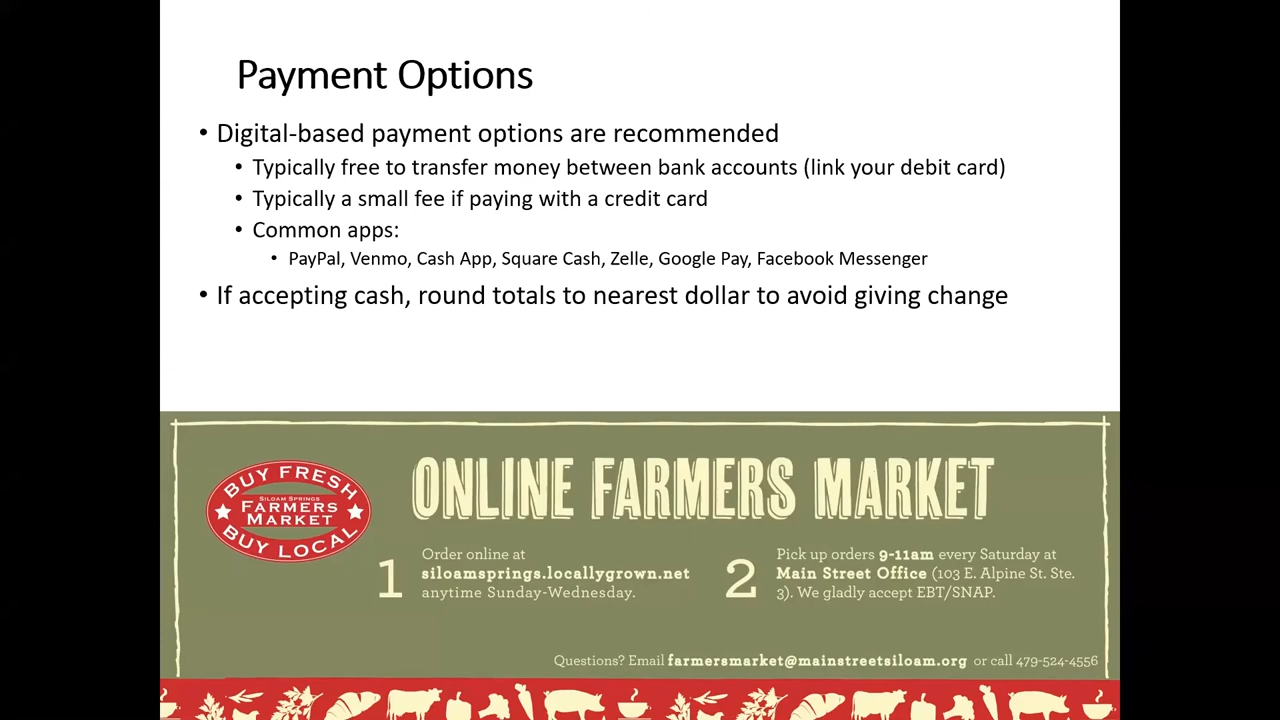 Payment Options
• Digital-based payment options are recommended
• Typically free to transfer money between bank accounts (link your debit card)
• Typically a small fee if paying with a credit card
• Common apps:
• PayPal, Venmo, Cash App, Square Cash, Zelle, Google Pay, Facebook Messenger
• If accepting cash, round totals to nearest dollar to avoid giving change
BUY FRESH
SILOAM SPRINGS
FARMERS
MARKET
BUY LOCAL
ONLINE FARMERS MARKET
1
Order online at
siloamsprings.locallygrown.net
anytime Sunday-Wednesday.
2
Pick up orders 9-11am every Saturday at
Main Street Office (103 E. Alpine St. Ste.
3). We gladly accept EBT/SNAP.
Questions? Email farmersmarket@mainstreetsiloam.org or call 479-524-4556